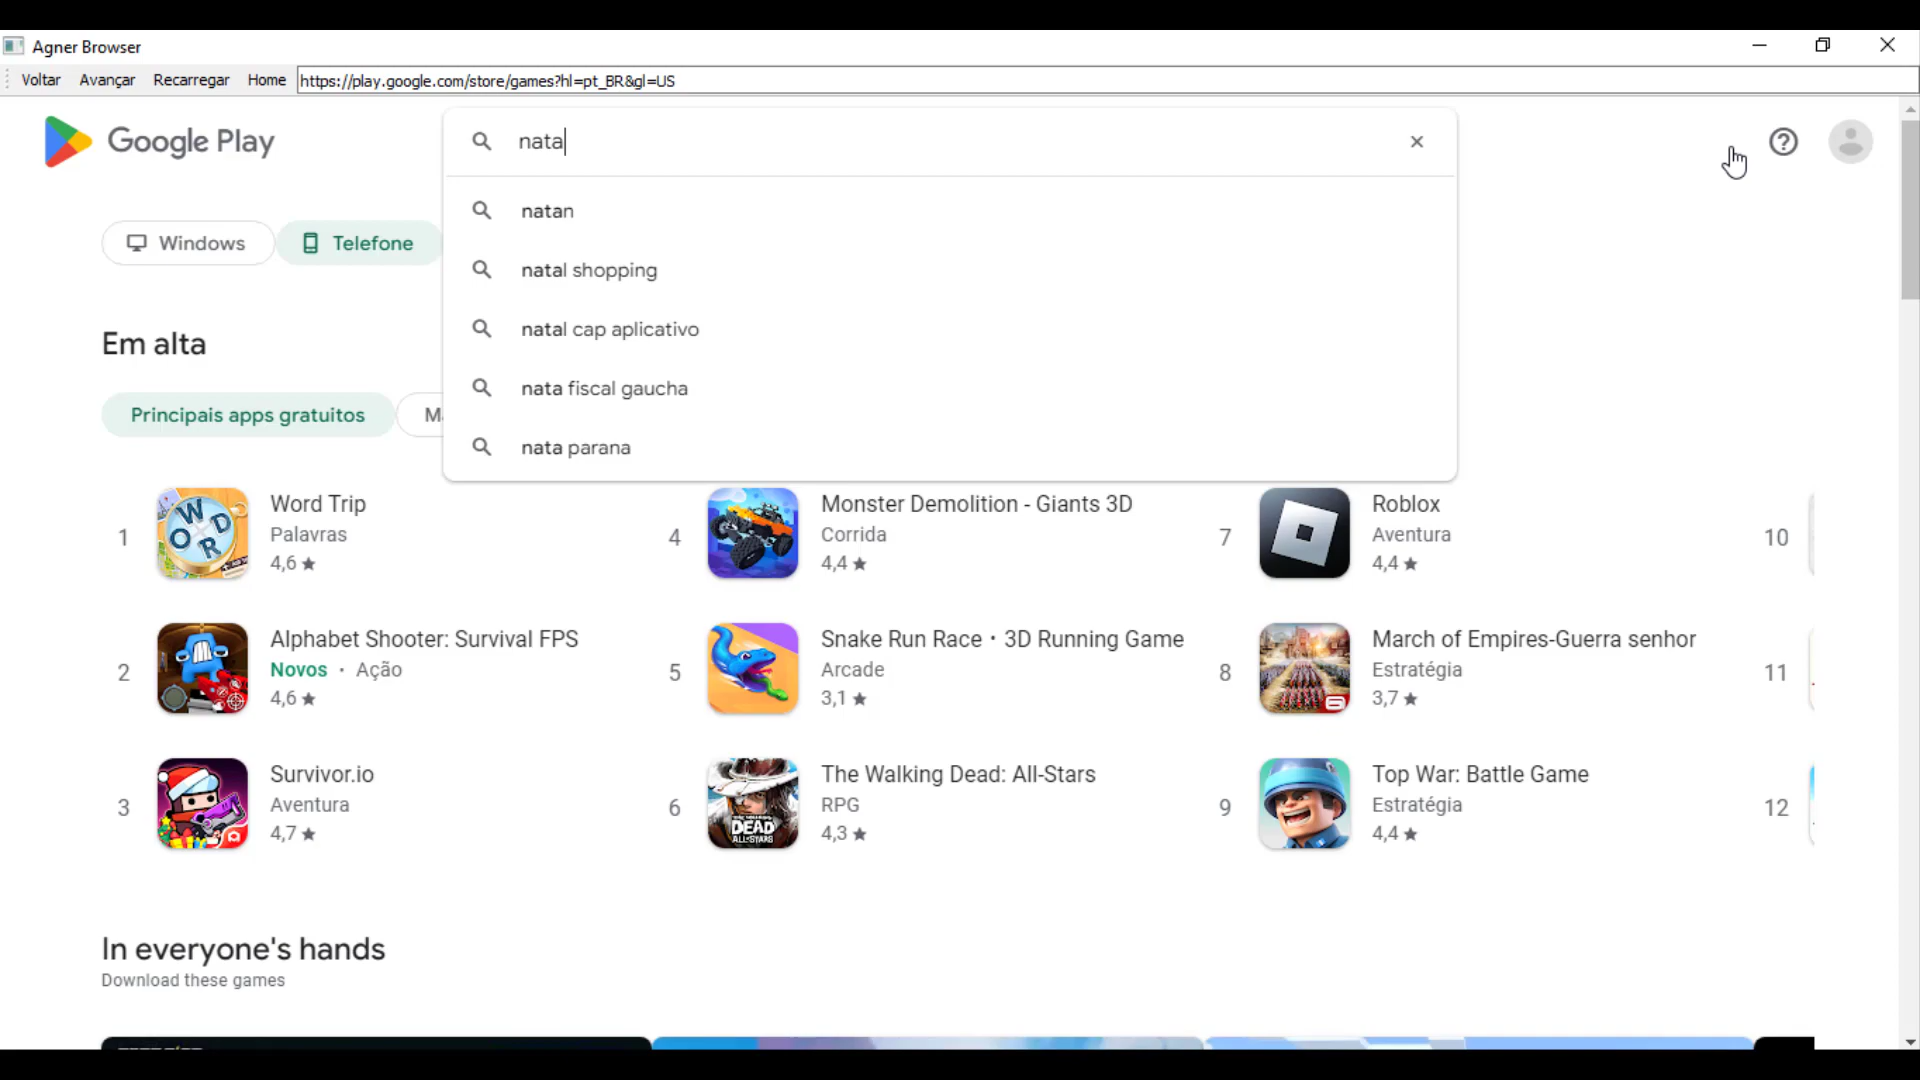 Agner Browser
Voltar Avançar Recarregar Home https://play.google.com/store/games?hl=pt_BR&gl=US
Google Play
nata
natan
natal shopping
natal cap aplicativo
nata fiscal gaucha
nata parana
Windows Telefone
Em alta
Principais apps gratuitos
1
Word Trip
Palavras
4,6 ★
2
Alphabet Shooter: Survival FPS
Novos · Ação
4,6 ★
3
Survivor.io
Aventura
4,7 ★
4
Monster Demolition - Giants 3D
Corrida
4,4 ★
5
Snake Run Race・3D Running Game
Arcade
3,1 ★
6
The Walking Dead: All-Stars
RPG
4,3 ★
7
Roblox
Aventura
4,4 ★
8
March of Empires-Guerra senhor
Estratégia
3,7 ★
9
Top War: Battle Game
Estratégia
4,4 ★
10
11
12
In everyone's hands
Download these games